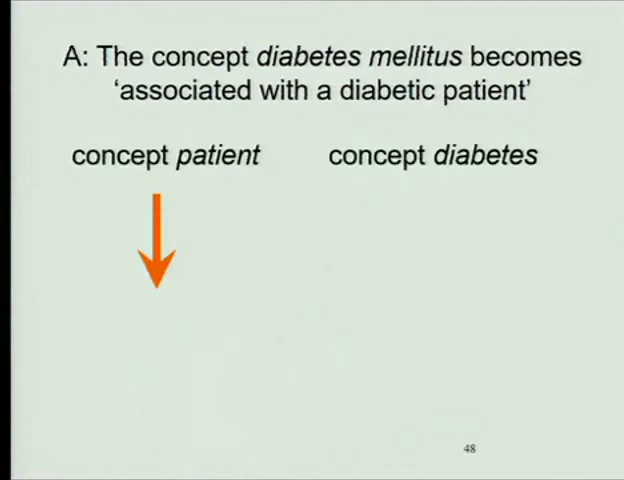 A: The concept diabetes mellitus becomes
‘associated with a diabetic patient’
concept patient concept diabetes
48